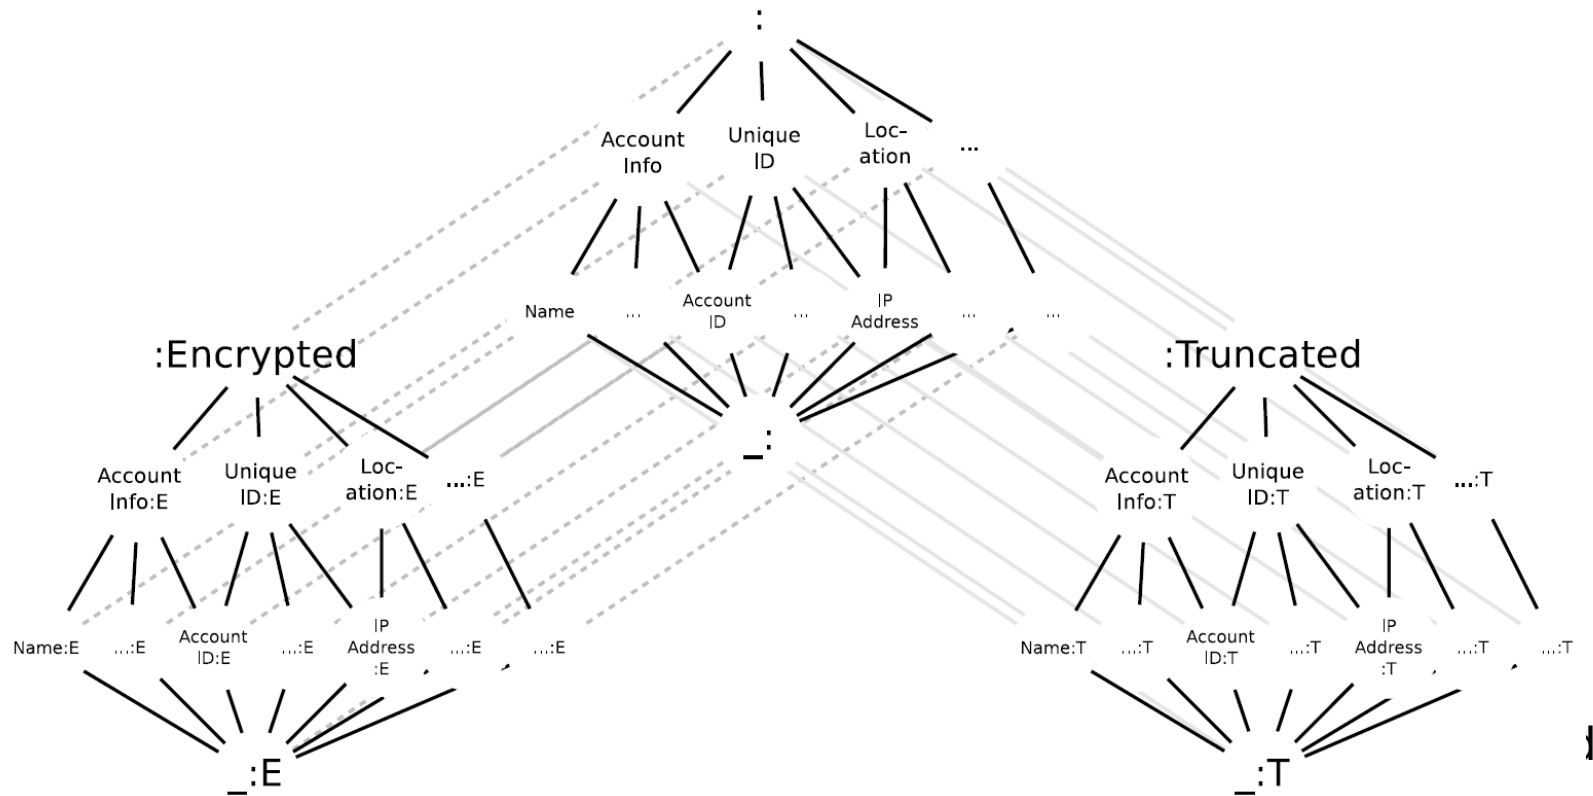 :
Account
Info
Unique
ID
Loc-
ation
...
Name
...
Account
ID
...
IP
Address
...
...
_:
:Encrypted
Account
Info:E
Unique
ID:E
Loc-
ation:E
...:E
Name:E
...:E
Account
ID:E
...:E
IP
Address
:E
...:E
...:E
_:E
:Truncated
Account
Info:T
Unique
ID:T
Loc-
ation:T
...:T
Name:T
...:T
Account
ID:T
...:T
IP
Address
:T
...:T
...:T
_:T